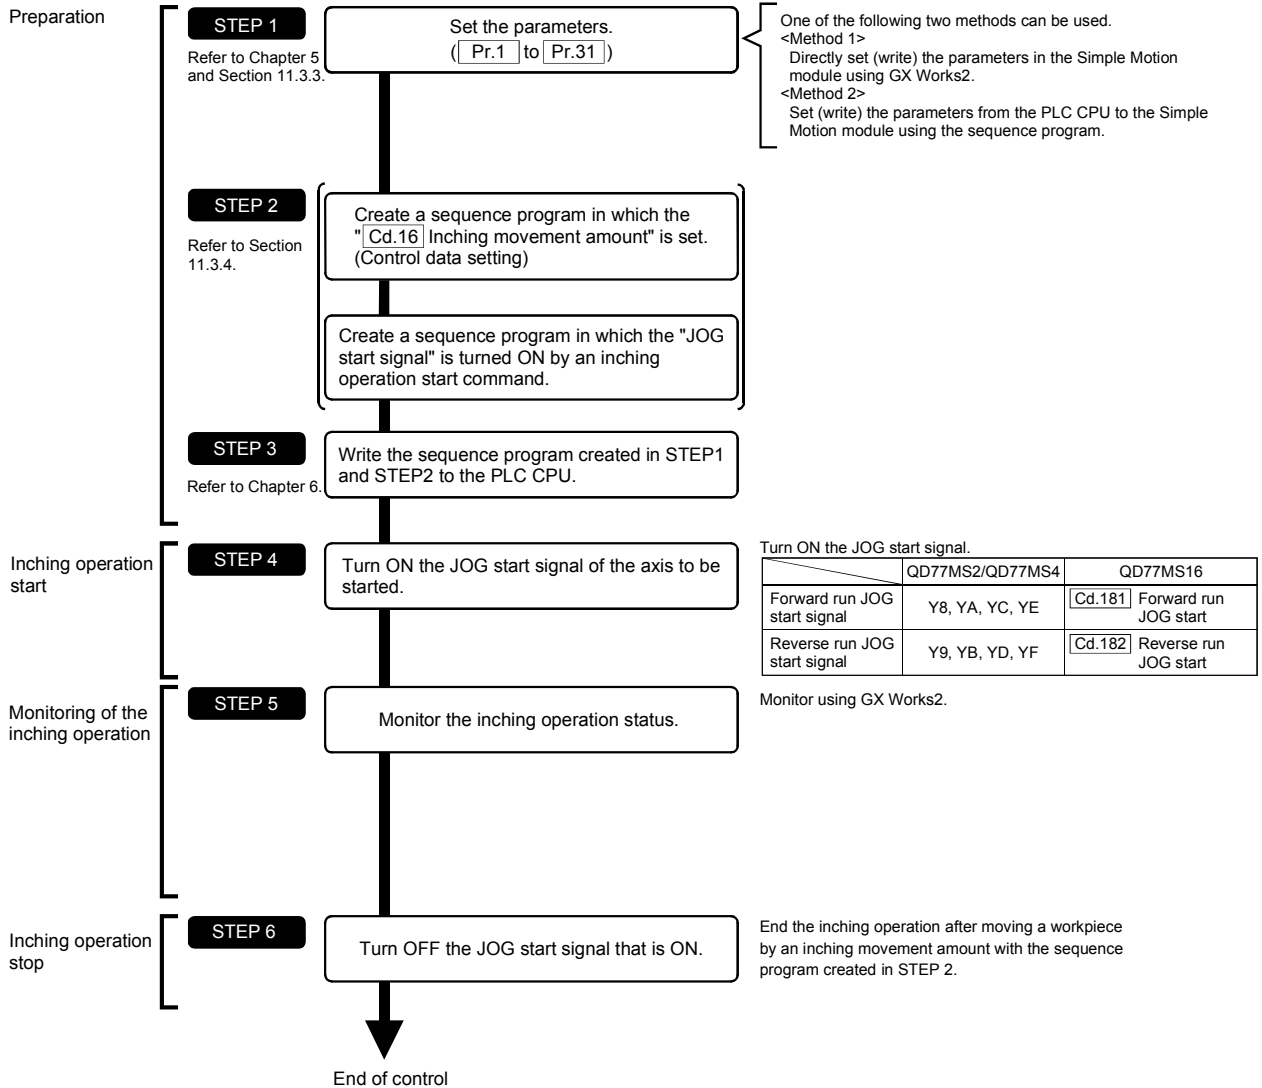 Preparation
STEP 1
Refer to Chapter 5
and Section 11.3.3.
Set the parameters.
( Pr.1 to Pr.31 )
One of the following two methods can be used.
<Method 1>
Directly set (write) the parameters in the Simple Motion
module using GX Works2.
<Method 2>
Set (write) the parameters from the PLC CPU to the Simple
Motion module using the sequence program.
STEP 2
Refer to Section
11.3.4.
Create a sequence program in which the
" Cd.16 Inching movement amount" is set.
(Control data setting)
Create a sequence program in which the "JOG
start signal" is turned ON by an inching
operation start command.
STEP 3
Refer to Chapter 6.
Write the sequence program created in STEP1
and STEP2 to the PLC CPU.
Inching operation
start
STEP 4
Turn ON the JOG start signal of the axis to be
started.
Turn ON the JOG start signal.
QD77MS2/QD77MS4 QD77MS16
Forward run JOG
start signal
Y8, YA, YC, YE
Cd.181 Forward run
JOG start
Reverse run JOG
start signal
Y9, YB, YD, YF
Cd.182 Reverse run
JOG start
Monitoring of the
inching operation
STEP 5
Monitor the inching operation status.
Monitor using GX Works2.
Inching operation
stop
STEP 6
Turn OFF the JOG start signal that is ON.
End the inching operation after moving a workpiece
by an inching movement amount with the sequence
program created in STEP 2.
End of control